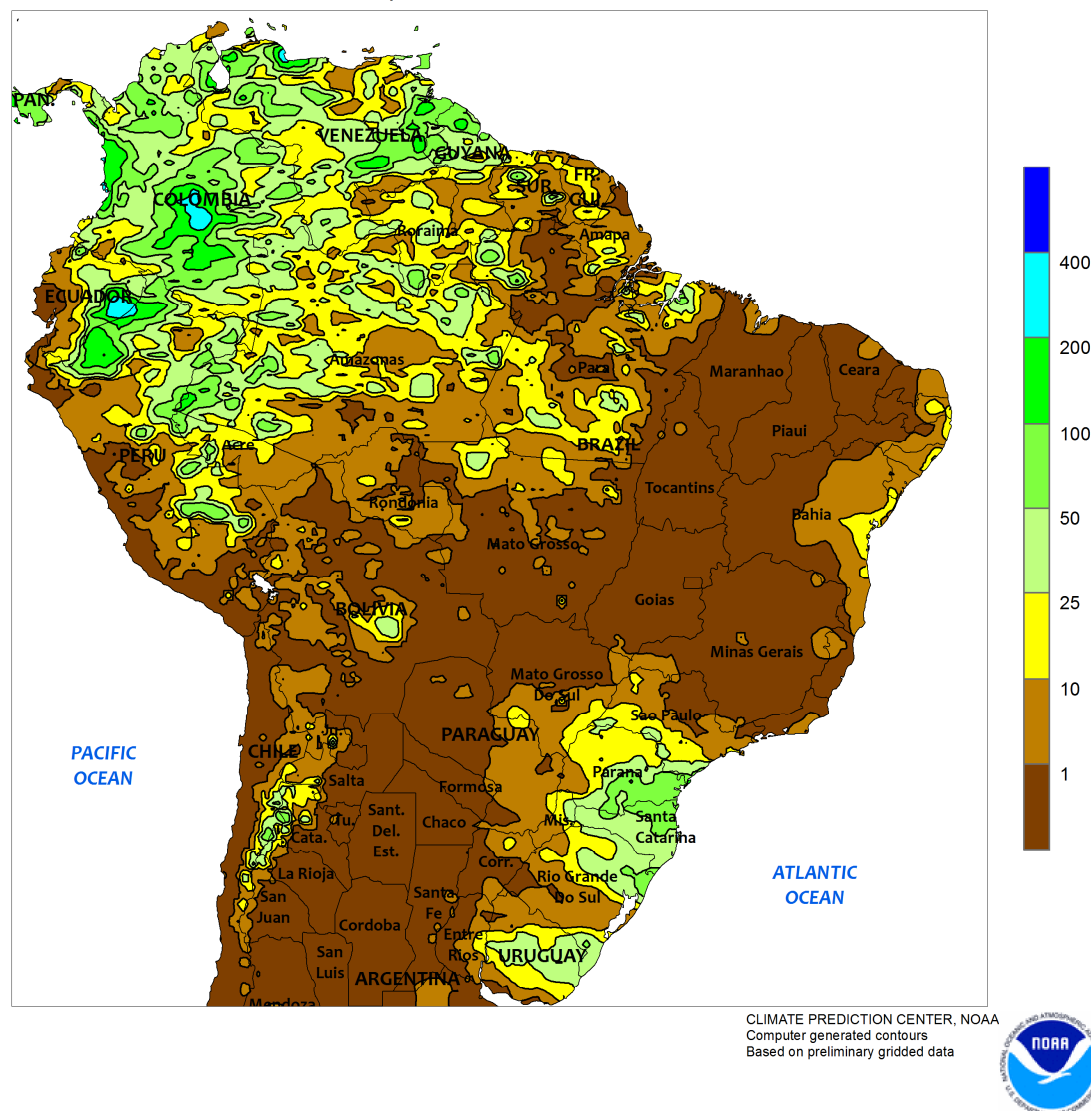 PAN.
VENEZUELA
GUYANA
SUR.
FR.
GUI.
COLOMBIA
Roraima
Amapa
ECUADOR
Amazonas
Para
Maranhao
Ceara
Piaui
BRAZIL
PERU
Acre
Tocantins
Rondonia
Bahia
Mato Grosso
Goias
BOLIVIA
Minas Gerais
Mato Grosso
Do Sul
Sao Paulo
PARAGUAY
Ju.
CHILE
PACIFIC
OCEAN
Salta
Formosa
Parana
Sant.
Del.
Est.
Tu.
Cata.
Chaco
Mis.
Santa
Catarina
La Rioja
Corr.
Rio Grande
Do Sul
ATLANTIC
OCEAN
San
Juan
Santa
Fe
Cordoba
Entre
Rios
San
Luis
URUGUAY
ARGENTINA
Mendoza
400
200
100
50
25
10
1
CLIMATE PREDICTION CENTER, NOAA
Computer generated contours
Based on preliminary gridded data
NOAA